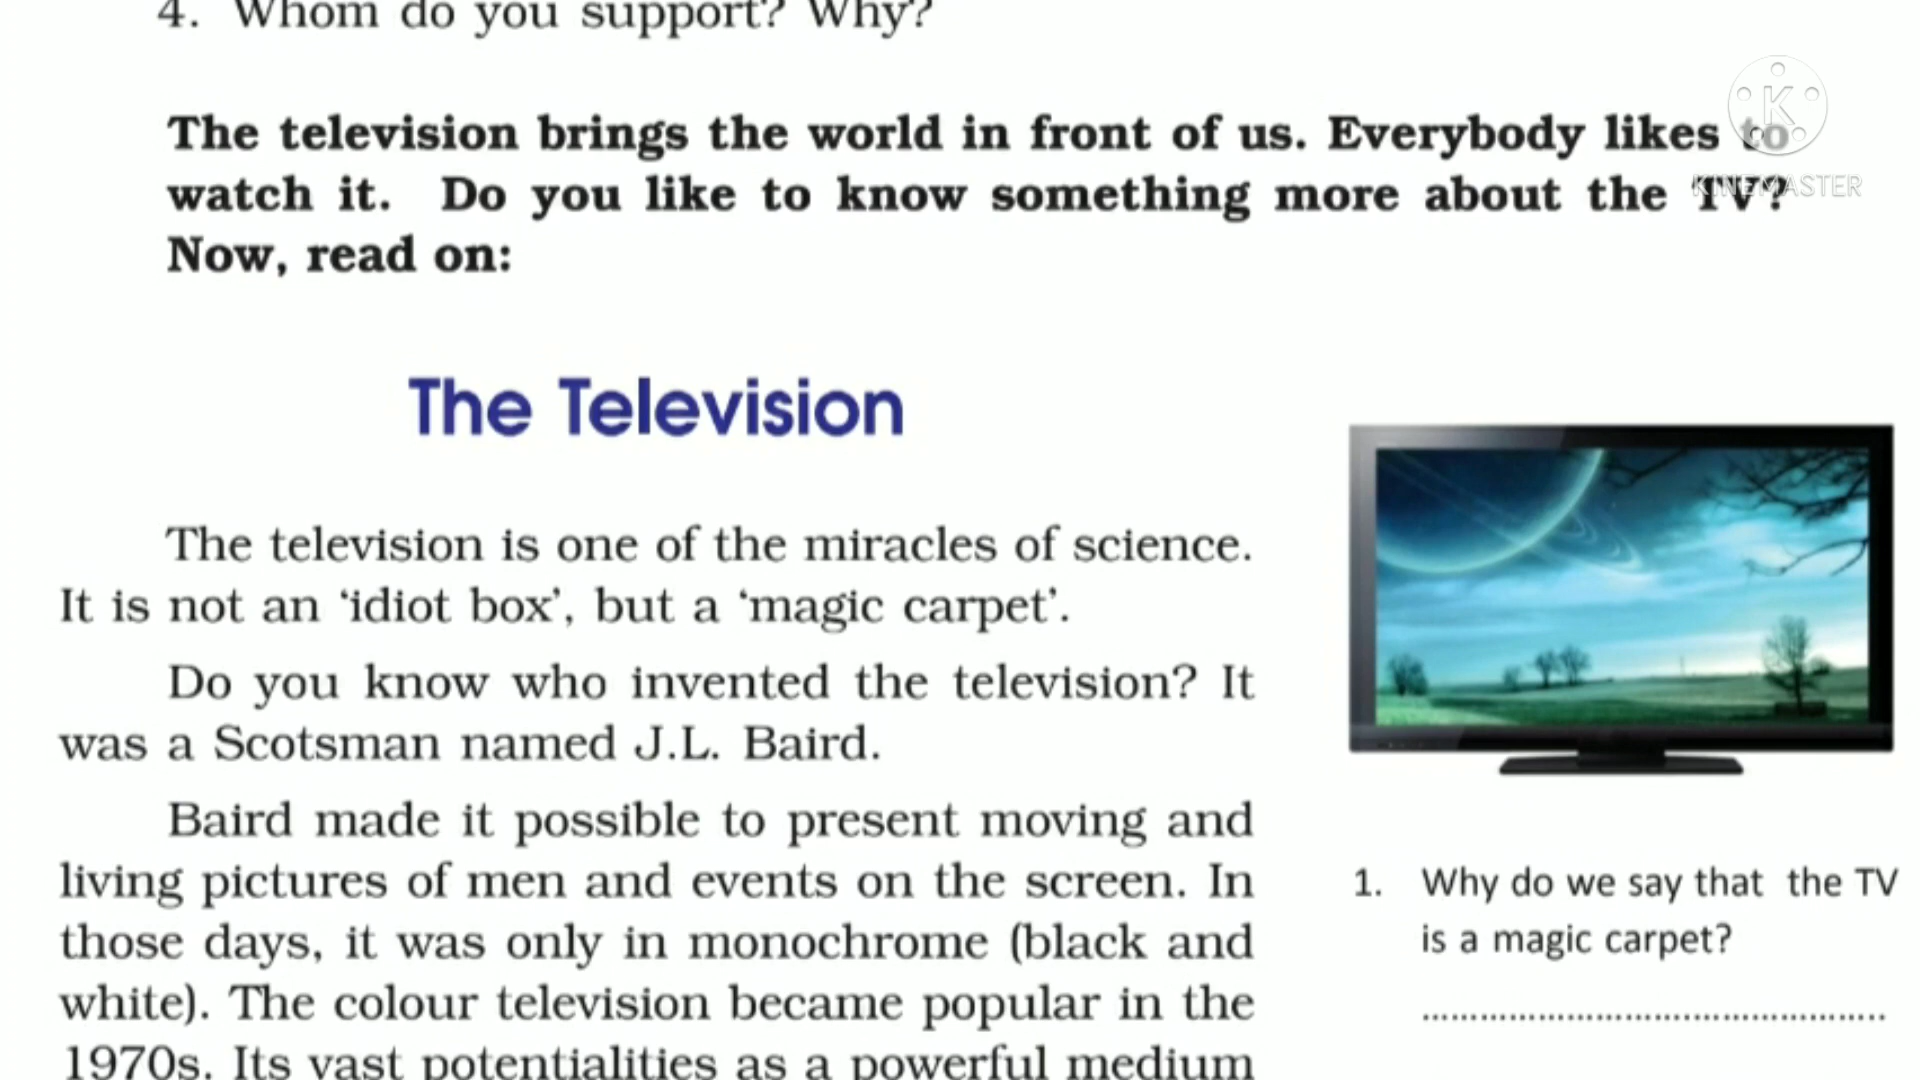 4. Whom do you support? Why?
The television brings the world in front of us. Everybody likes to
watch it. Do you like to know something more about the TV?
Now, read on:
K
KINEMASTER
The Television
The television is one of the miracles of science.
It is not an ‘idiot box’, but a ‘magic carpet’.
Do you know who invented the television? It
was a Scotsman named J.L. Baird.
Baird made it possible to present moving and
living pictures of men and events on the screen. In
those days, it was only in monochrome (black and
white). The colour television became popular in the
1970s. Its vast potentialities as a powerful medium
1. Why do we say that the TV
is a magic carpet?
................................................